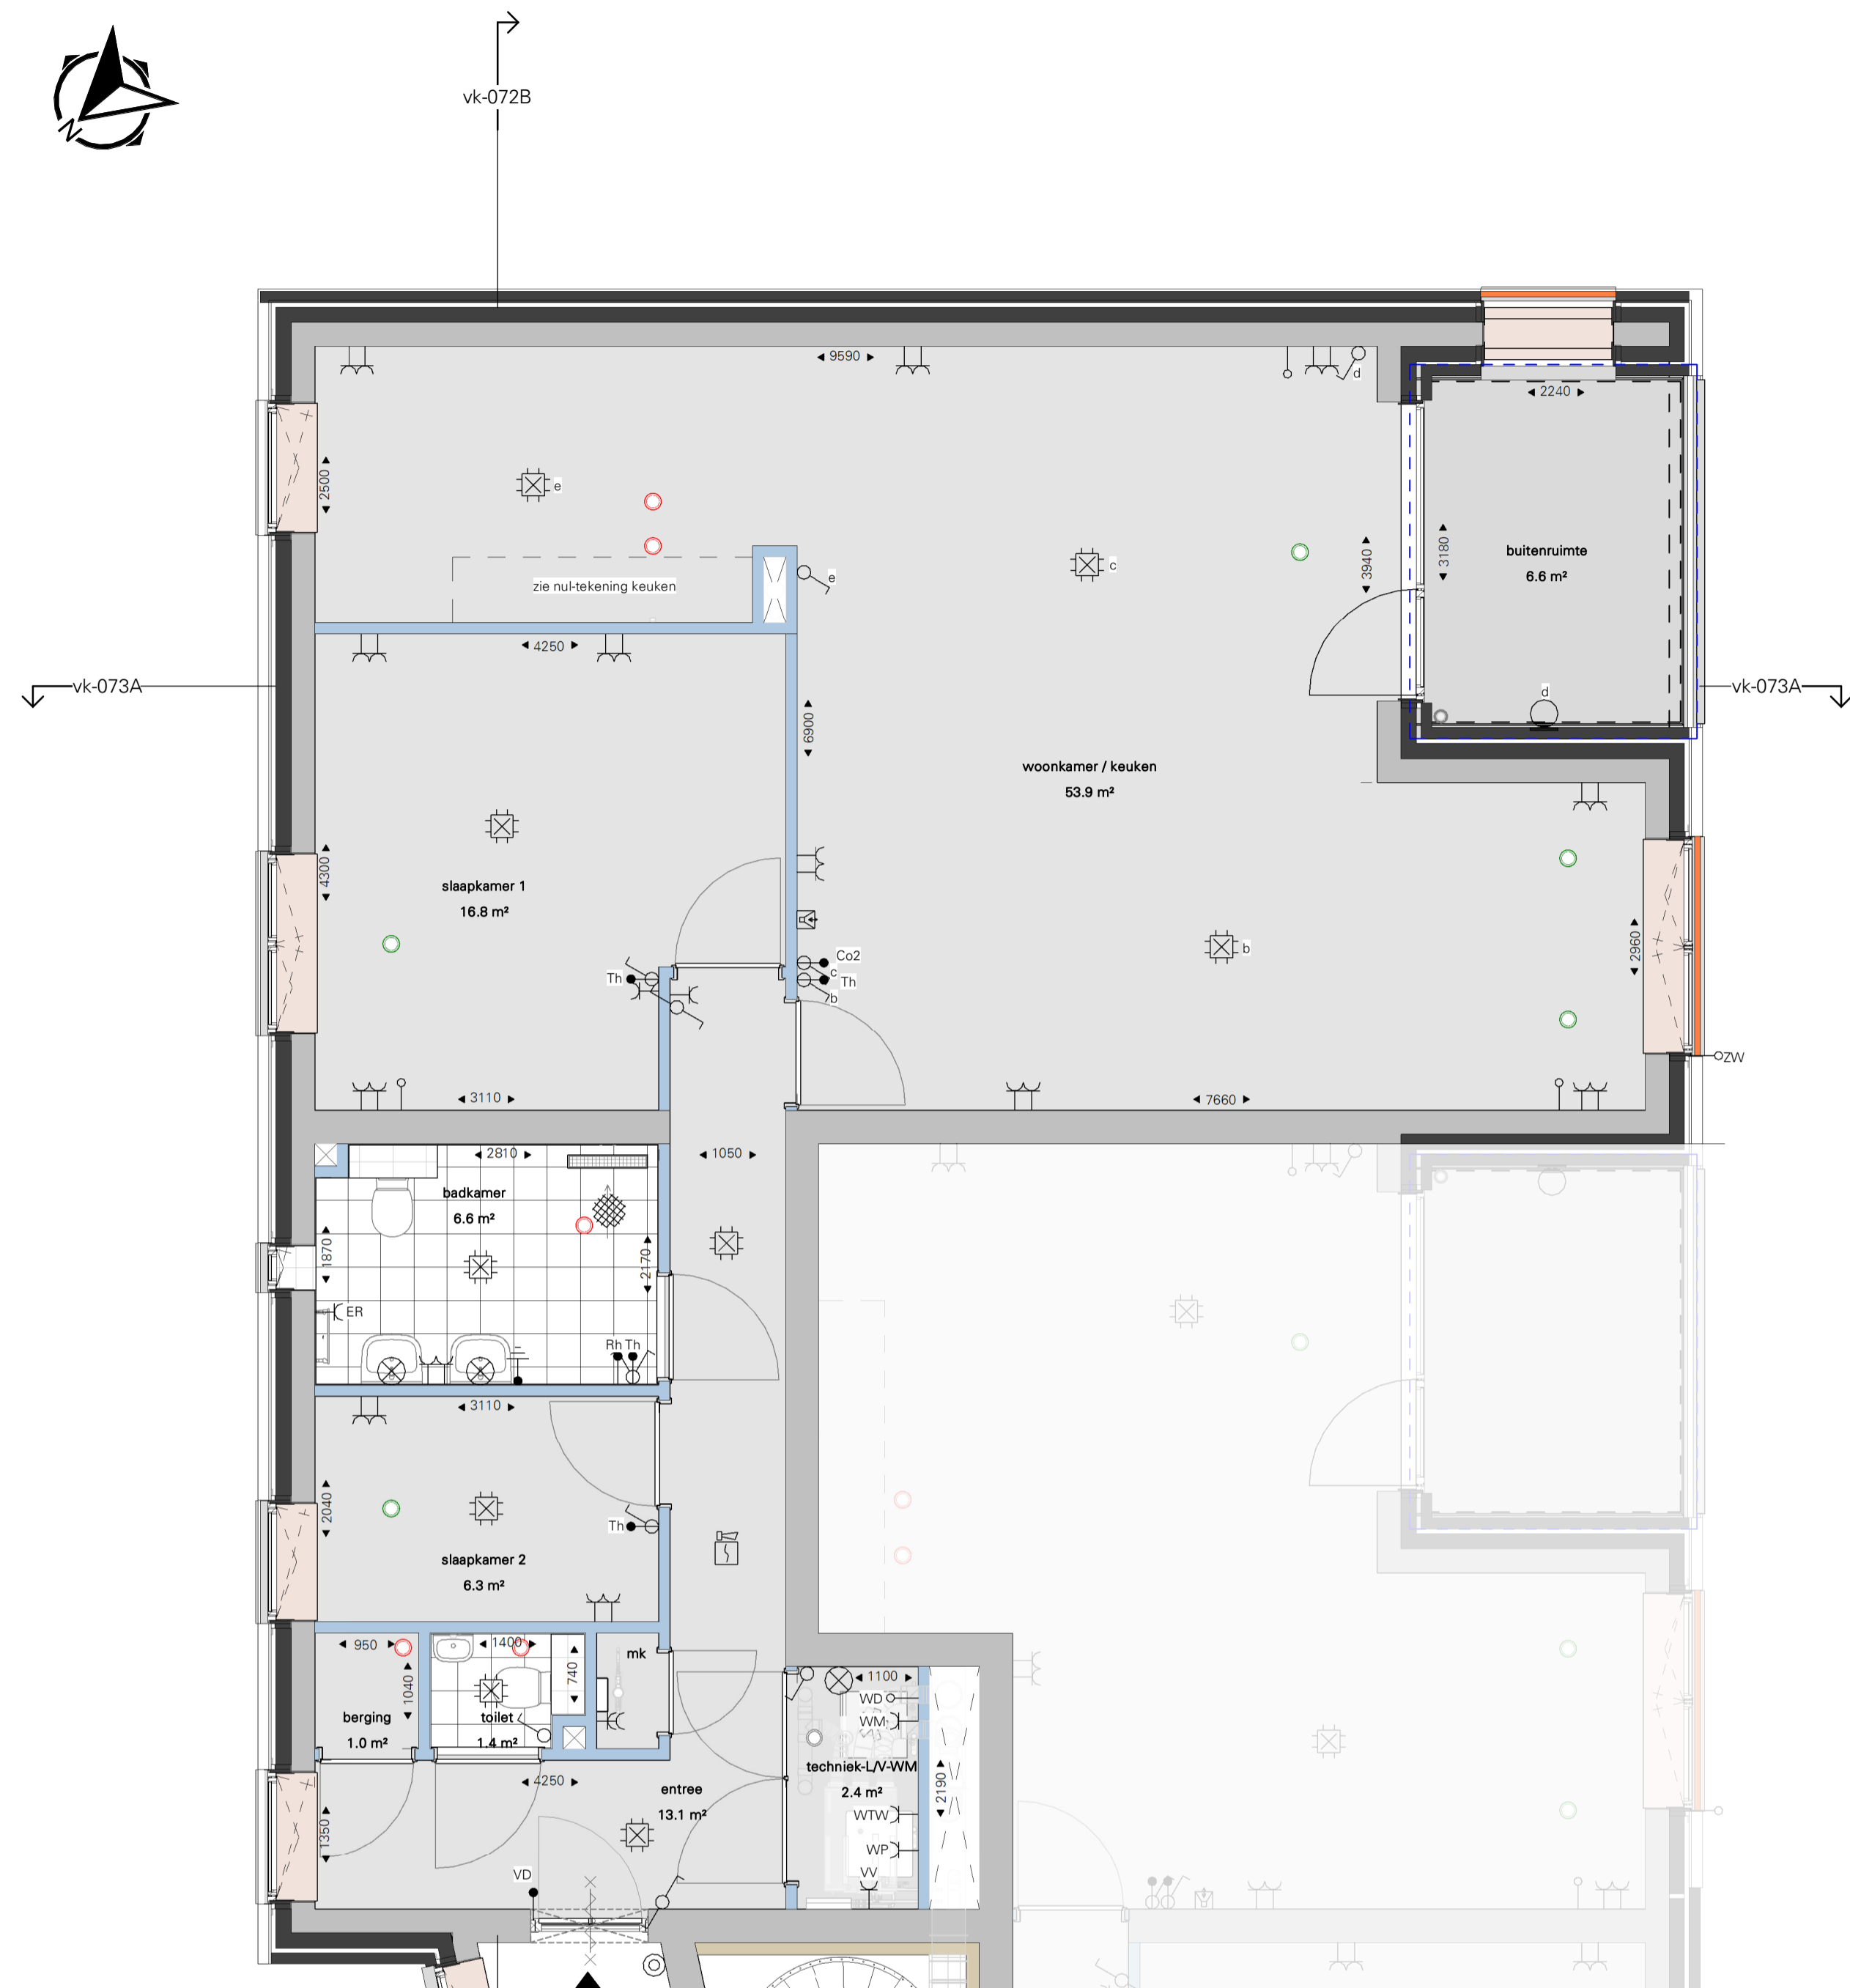 N
vk-072B
9590
d
2240
2500
e
buitenruimte
6.6 m²
3180
3940
c
e
zie nul-tekening keuken
4250
vk-073A
vk-073A
d
6900
woonkamer / keuken
53.9 m²
4300
slaapkamer 1
16.8 m²
2960
b
Co2
c
Th
Th
b
ZW
3110
7660
2810
1050
badkamer
6.6 m²
1870
2170
ER
Rh Th
3110
2040
Th
slaapkamer 2
6.3 m²
950
1400
740
mk
1040
1100
WD
WM
berging
1.0 m²
toilet
1.4 m²
techniek-L/V-WM
2.4 m²
2190
4250
entree
13.1 m²
1350
WTW
WP
VV
VD